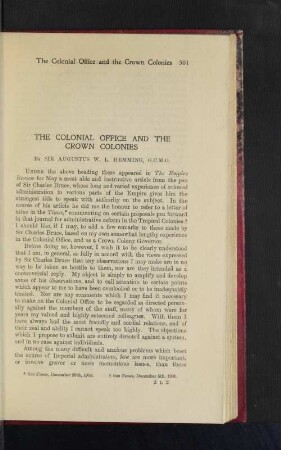 The Colonial Office and the Crown Colonies 501
THE COLONIAL OFFICE AND THE
CROWN COLONIES
By SIR AUGUSTUS W. L. HEMMING, G.C.M.G.
Under the above heading there appeared in The Empire
Review for May a most able and instructive article from the pen
of Sir Charles Bruce, whose long and varied experience of colonial
administration in various parts of the Empire gives him the
strongest title to speak with authority on the subject. In the
course of his article he did me the honour to refer to a letter of
mine in the Times,* commenting on certain proposals put forward
by that journal for administrative reform in the Tropical Colonies.†
I should like, if I may, to add a few remarks to those made by
Sir Charles Bruce, based on my own somewhat lengthy experience
in the Colonial Office, and as a Crown Colony Governor.
Before doing so, however, I wish it to be clearly understood
that I am, in general, so fully in accord with the views expressed
by Sir Charles Bruce that any observations I may make are in no
way to be taken as hostile to them, nor are they intended as a
controversial reply. My object is simply to amplify and develop
some of his observations, and to call attention to certain points
which appear to me to have been overlooked or to be inadequately
treated. Nor are any comments which I may find it necessary
to make on the Colonial Office to be regarded as directed person-
ally against the members of the staff, many of whom were for
years my valued and highly esteemed colleagues. With them I
have always had the most friendly and cordial relations, and of
their zeal and ability I cannot speak too highly. The objections
which I propose to submit are entirely directed against a system,
and in no case against individuals.
Among the many difficult and anxious problems which beset
the course of Imperial administration, few are more important,
or involve graver or more momentous issues, than those
* See Times, December 28th, † See Times, December
2 L 2